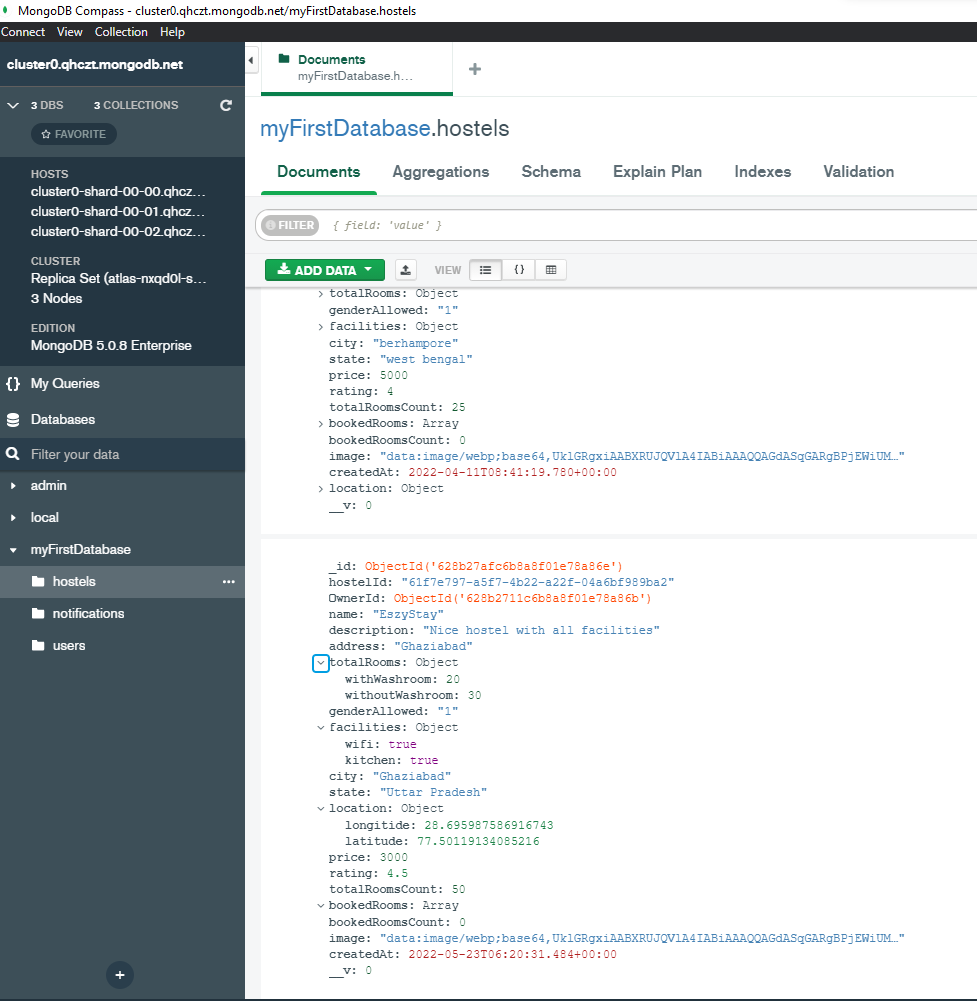 MongoDB Compass - cluster0.qhczt.mongodb.net/myFirstDatabase.hostels
Connect View Collection Help
cluster0.qhczt.mongodb.net
3 DBS 3 COLLECTIONS
FAVORITE
HOSTS
cluster0-shard-00-00.qhcz...
cluster0-shard-00-01.qhcz...
cluster0-shard-00-02.qhcz...
CLUSTER
Replica Set (atlas-nxqd0l-s...
3 Nodes
EDITION
MongoDB 5.0.8 Enterprise
{} My Queries
Databases
Filter your data
admin
local
myFirstDatabase
hostels ...
notifications
users
+
Documents
myFirstDatabase.h...
+
myFirstDatabase.hostels
Documents Aggregations Schema Explain Plan Indexes Validation
FILTER { field: 'value' }
ADD DATA VIEW {}
totalRooms: Object
genderAllowed: "1"
facilities: Object
city: "berhampore"
state: "west bengal"
price: 5000
rating: 4
totalRoomsCount: 25
bookedRooms: Array
bookedRoomsCount: 0
image: "data:image/webp;base64,UklGRgxiAABXRUJQVlA4IABiAAAQQAGdASqGARgBPjEWiUM…"
createdAt: 2022-04-11T08:41:19.780+00:00
location: Object
__v: 0
_id: ObjectId('628b27afc6b8a8f01e78a86e')
hostelId: "61f7e797-a5f7-4b22-a22f-04a6bf989ba2"
OwnerId: ObjectId('628b2711c6b8a8f01e78a86b')
name: "EszyStay"
description: "Nice hostel with all facilities"
address: "Ghaziabad"
totalRooms: Object
withWashroom: 20
withoutWashroom: 30
genderAllowed: "1"
facilities: Object
wifi: true
kitchen: true
city: "Ghaziabad"
state: "Uttar Pradesh"
location: Object
longitide: 28.695987586916743
latitude: 77.50119134085216
price: 3000
rating: 4.5
totalRoomsCount: 50
bookedRooms: Array
bookedRoomsCount: 0
image: "data:image/webp;base64,UklGRgxiAABXRUJQVlA4IABiAAAQQAGdASqGARgBPjEWiUM…"
createdAt: 2022-05-23T06:20:31.484+00:00
__v: 0